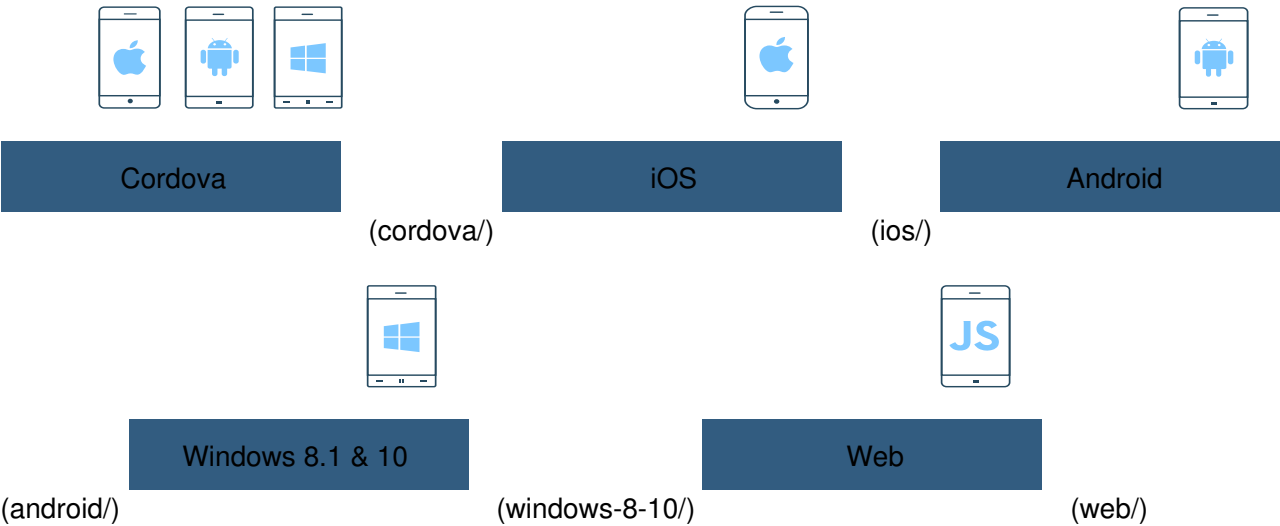 Cordova
iOS
Android
(cordova/)
(ios/)
JS
Windows 8.1 & 10
Web
(android/)
(windows-8-10/)
(web/)